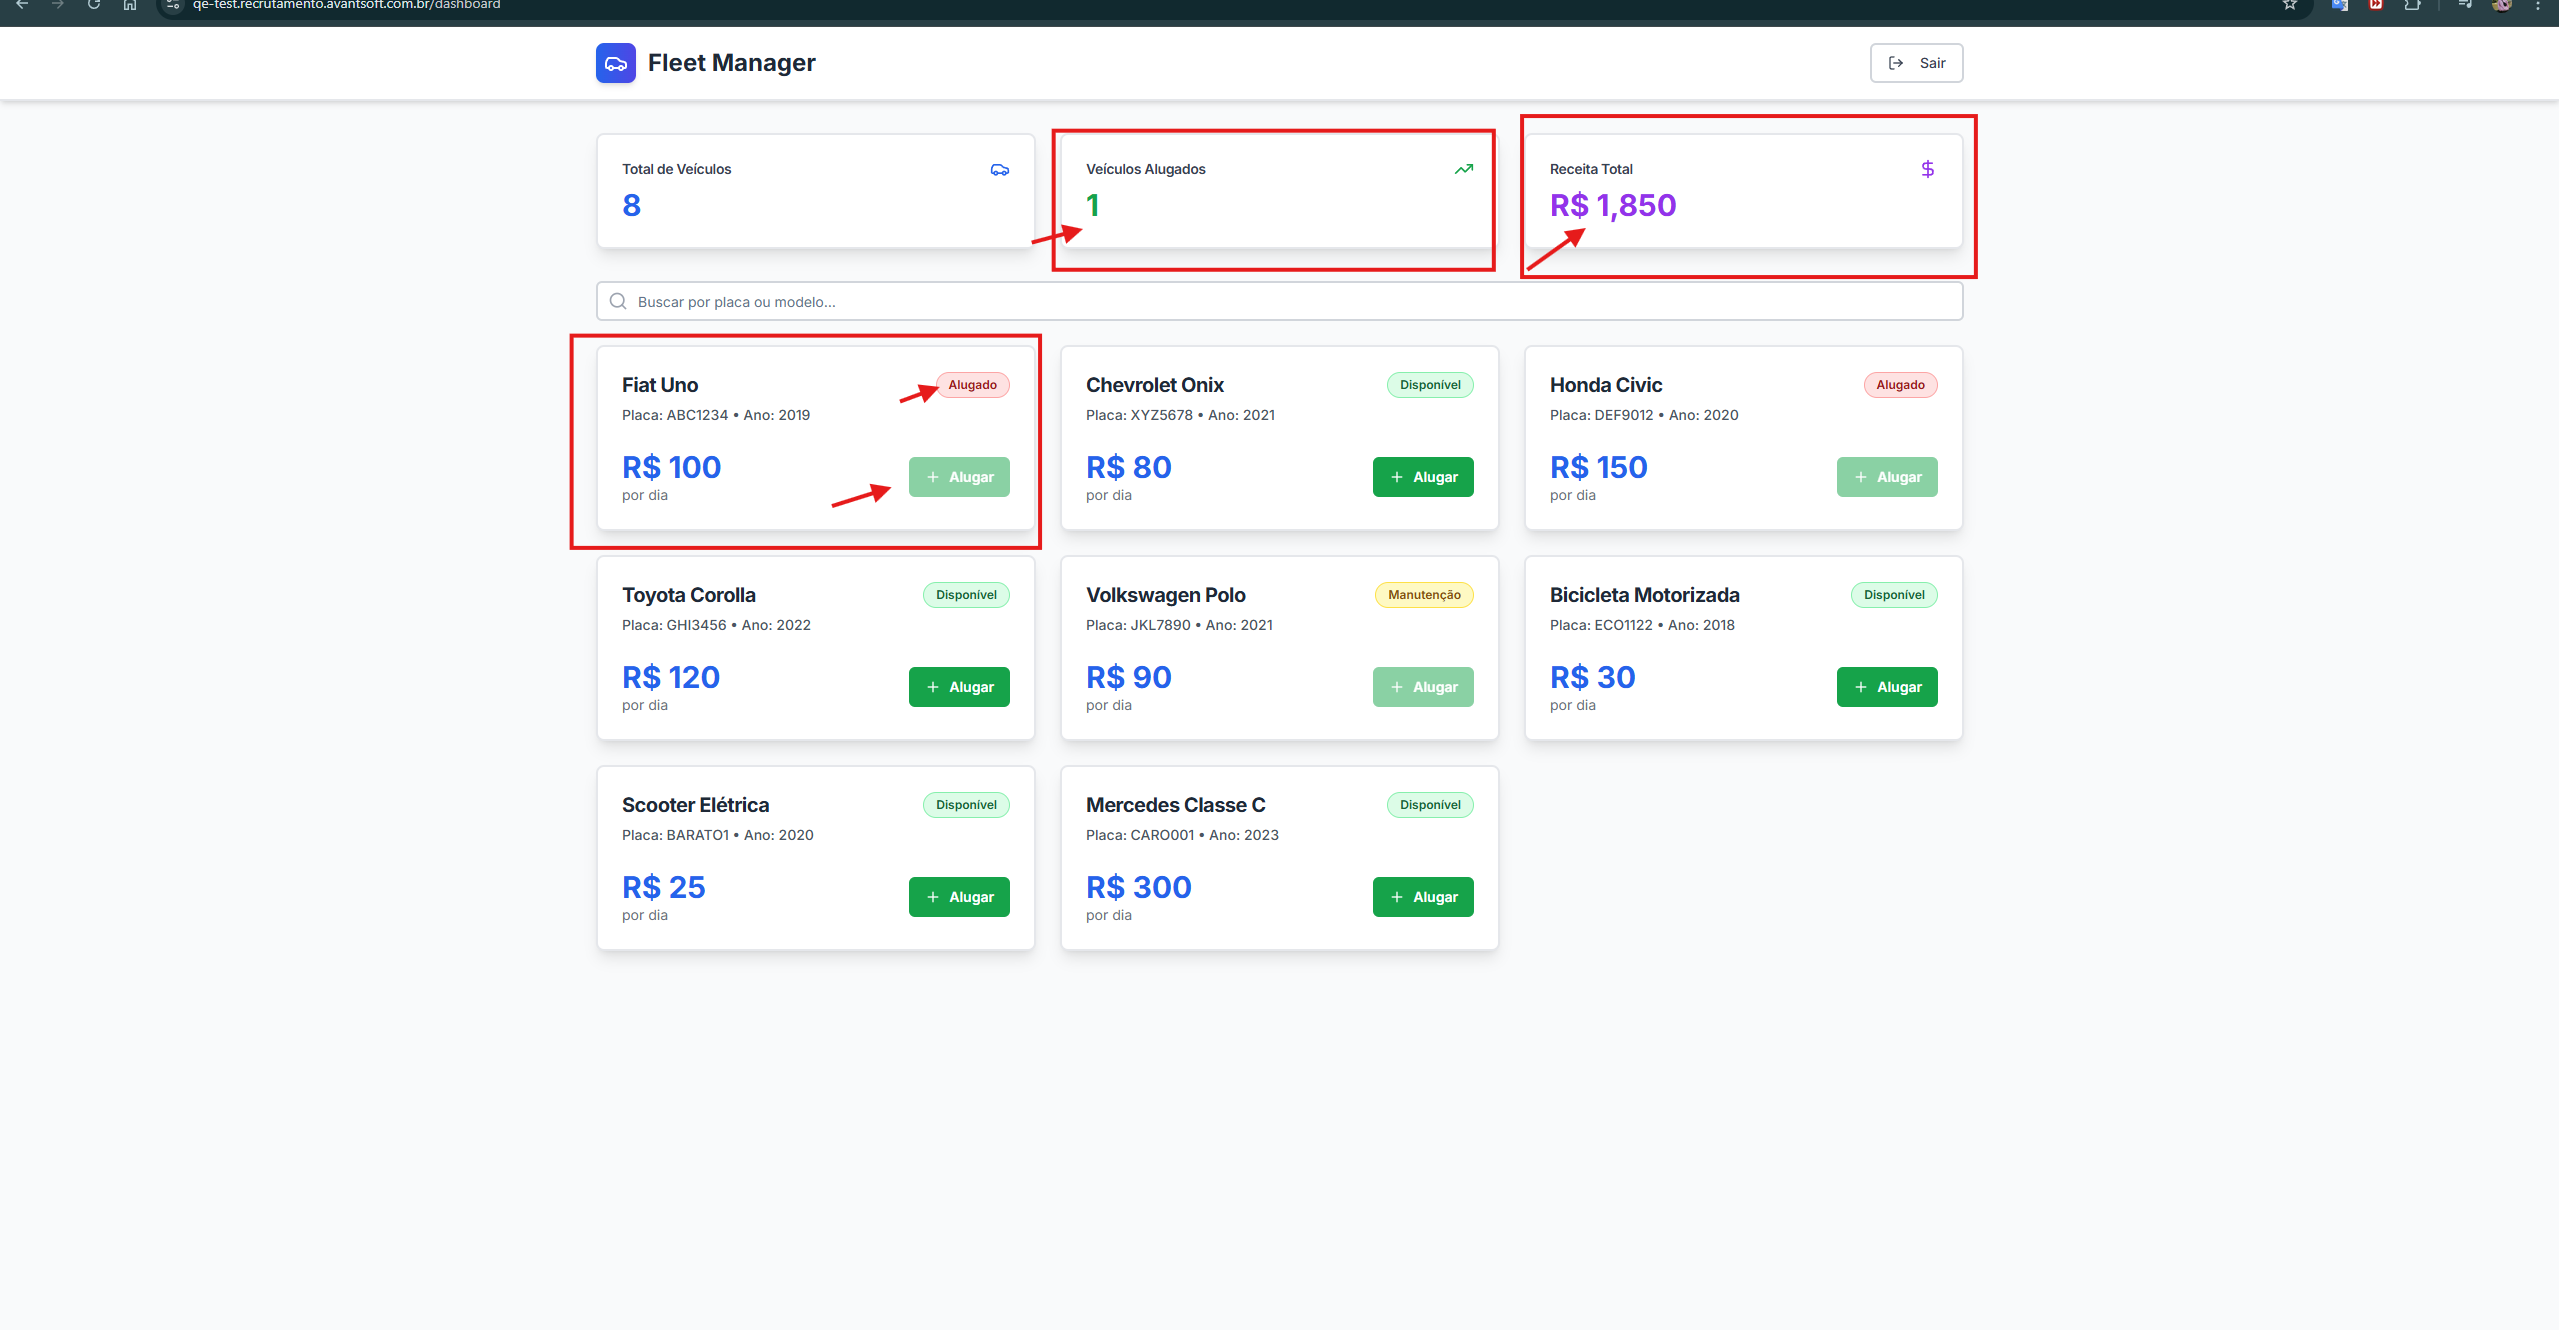 qe-test.recrutamento.avantsoft.com.br/dashboard
Fleet Manager
Sair
Total de Veículos
8
Veículos Alugados
1
Receita Total
R$ 1,850
Buscar por placa ou modelo...
Fiat Uno
Alugado
Placa: ABC1234 • Ano: 2019
R$ 100
por dia
+ Alugar
Chevrolet Onix
Disponível
Placa: XYZ5678 • Ano: 2021
R$ 80
por dia
+ Alugar
Honda Civic
Alugado
Placa: DEF9012 • Ano: 2020
R$ 150
por dia
+ Alugar
Toyota Corolla
Disponível
Placa: GHI3456 • Ano: 2022
R$ 120
por dia
+ Alugar
Volkswagen Polo
Manutenção
Placa: JKL7890 • Ano: 2021
R$ 90
por dia
+ Alugar
Bicicleta Motorizada
Disponível
Placa: ECO1122 • Ano: 2018
R$ 30
por dia
+ Alugar
Scooter Elétrica
Disponível
Placa: BARATO1 • Ano: 2020
R$ 25
por dia
+ Alugar
Mercedes Classe C
Disponível
Placa: CARO001 • Ano: 2023
R$ 300
por dia
+ Alugar